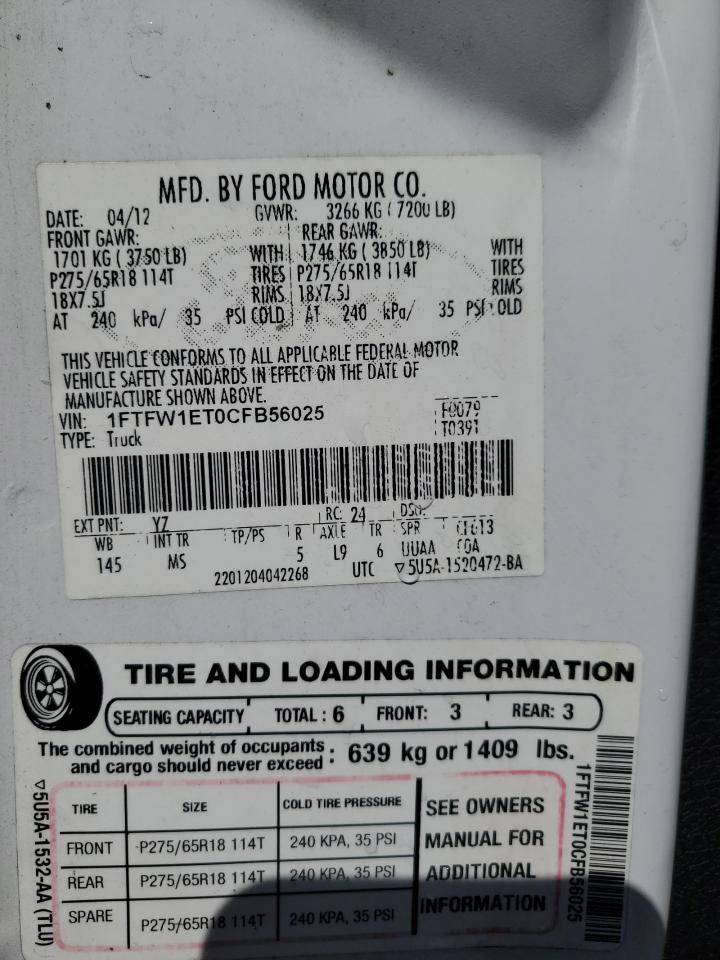 MFD. BY FORD MOTOR CO.
DATE: 04/12 GVWR: 3266 KG ( 7200 LB)
FRONT GAWR: REAR GAWR:
1701 KG ( 3750 LB) WITH 1746 KG ( 3850 LB) WITH
P275/65R18 114T TIRES P275/65R18 114T TIRES
18X7.5J RIMS 18X7.5J RIMS
AT 240 kPa/ 35 PSI COLD AT 240 kPa/ 35 PSI COLD
THIS VEHICLE CONFORMS TO ALL APPLICABLE FEDERAL MOTOR
VEHICLE SAFETY STANDARDS IN EFFECT ON THE DATE OF
MANUFACTURE SHOWN ABOVE.
VIN: 1FTFW1ET0CFB56025 F0079
TYPE: Truck T0391
EXT PNT: YZ RC: 24 DSO:
WB INT TR TP/PS R AXLE TR SPR
145 MS 5 L9 6 UUAA
2201204042268 UTC ▽5U5A-1520472-BA
TIRE AND LOADING INFORMATION
SEATING CAPACITY TOTAL : 6 FRONT: 3 REAR: 3
The combined weight of occupants
and cargo should never exceed : 639 kg or 1409 lbs.
TIRE SIZE COLD TIRE PRESSURE
FRONT P275/65R18 114T 240 KPA, 35 PSI
REAR P275/65R18 114T 240 KPA, 35 PSI
SPARE P275/65R18 114T 240 KPA, 35 PSI
SEE OWNERS
MANUAL FOR
ADDITIONAL
INFORMATION
▽5U5A-1532-AA (TLU)
1FTFW1ET0CFB56025